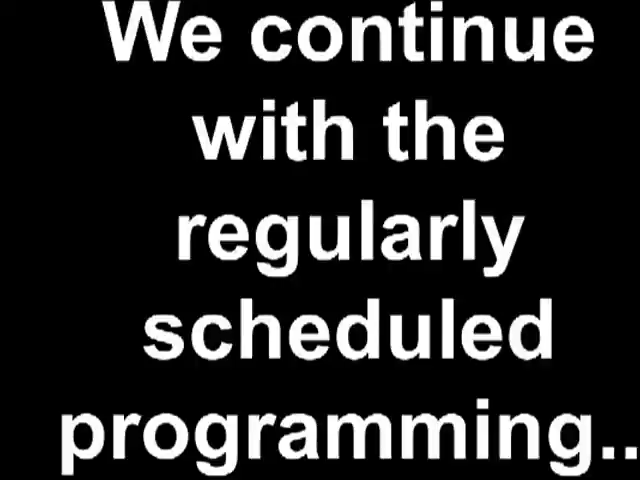 We continue
with the
regularly
scheduled
programming..